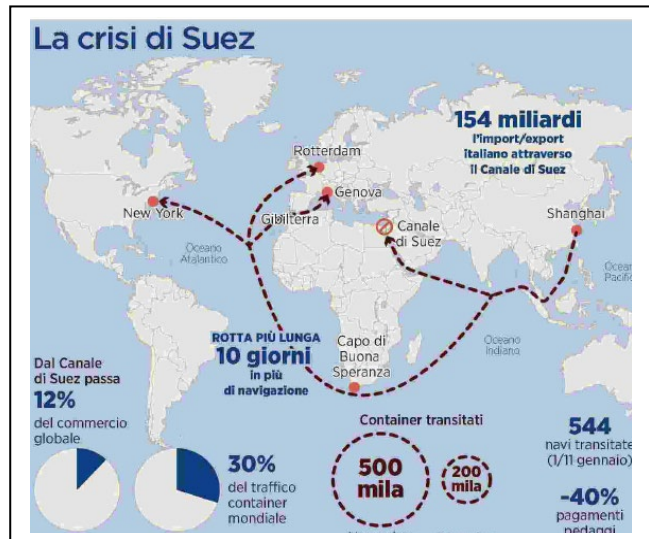 La crisi di Suez
154 miliardi
l'import/export
italiano attraverso
il Canale di Suez
Rotterdam
Genova
New York
Gibilterra
Canale
di Suez
Shanghai
Oceano
Atalantico
Oceano
Pacific
ROTTA PIÙ LUNGA
10 giorni
in più
di navigazione
Capo di
Buona
Speranza
Oceano
Indiano
Dal Canale
di Suez passa
12%
del commercio
globale
30%
del traffico
container
mondiale
Container transitati
500
mila
200
mila
544
navi transitate
(1/11 gennaio)
-40%
pagamenti
pedaggi